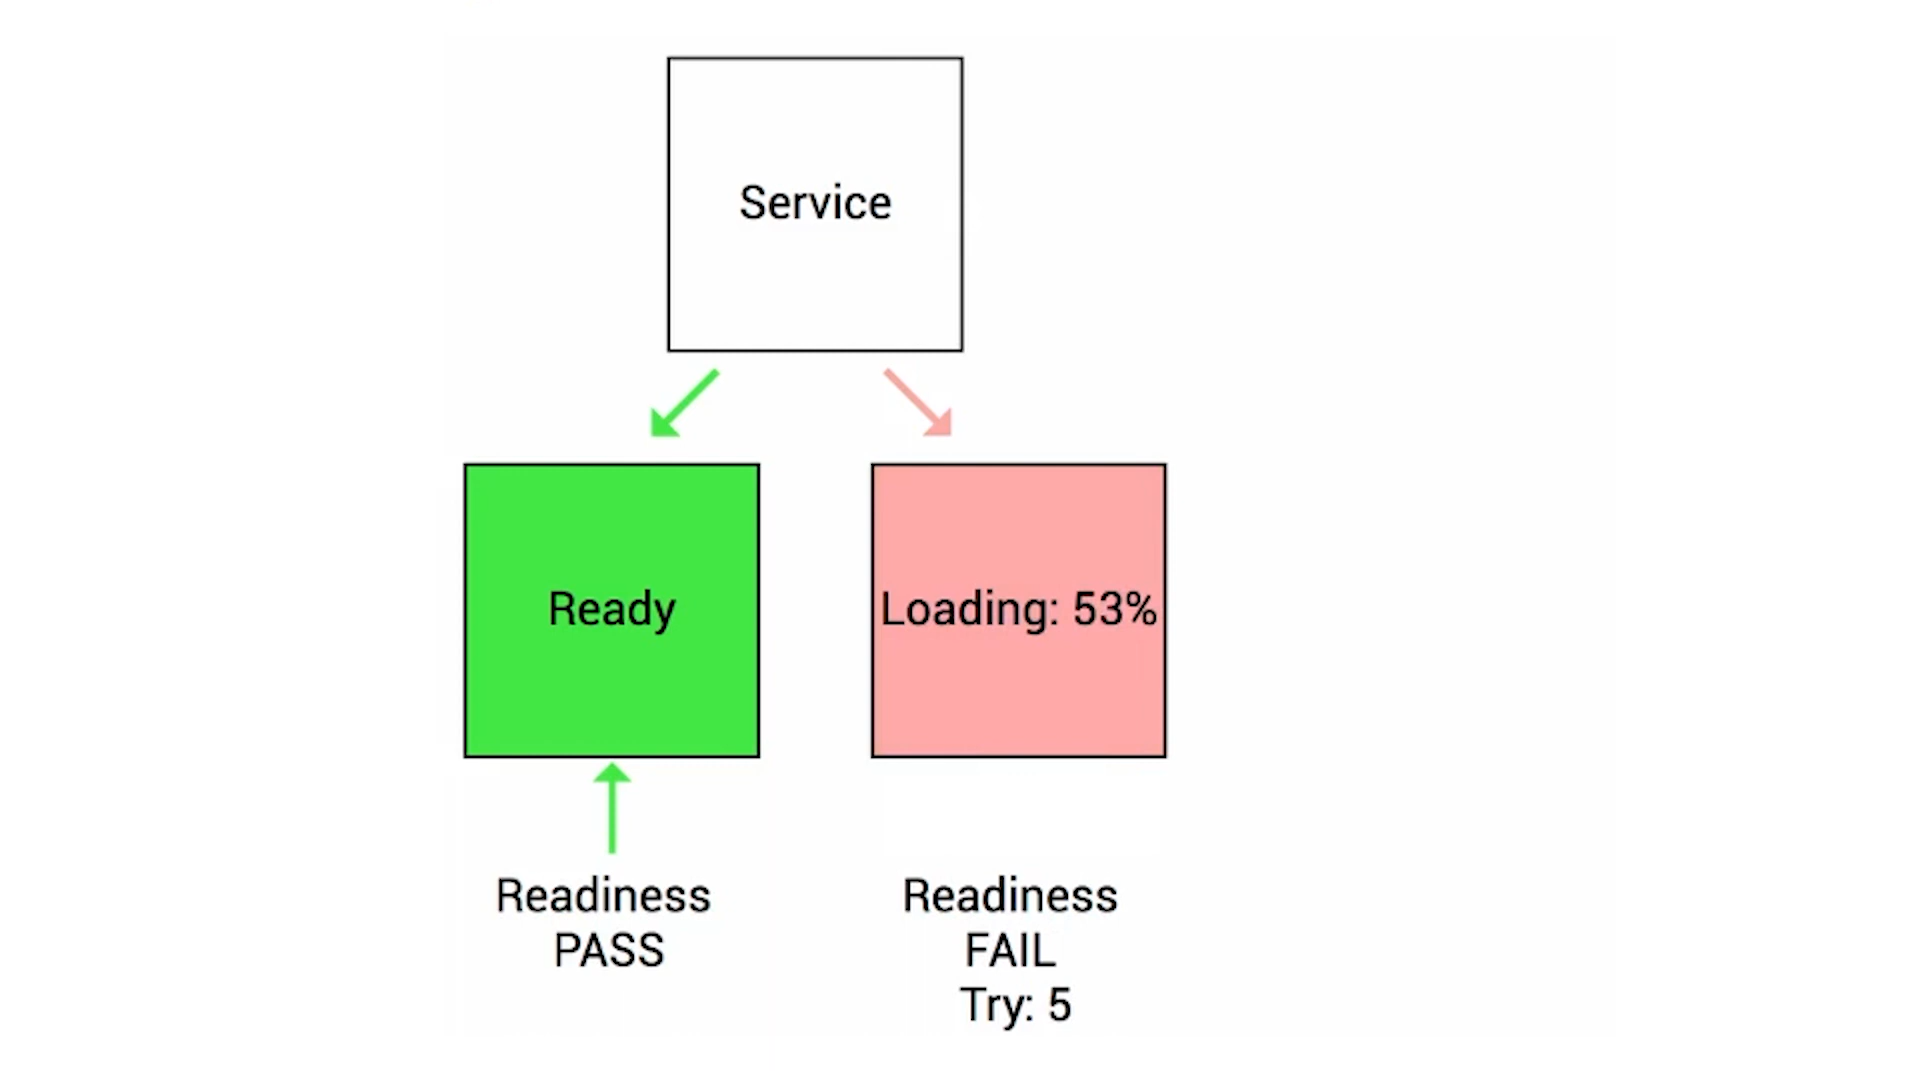 Service
Ready
Loading: 53%
Readiness
PASS
Readiness
FAIL
Try: 5